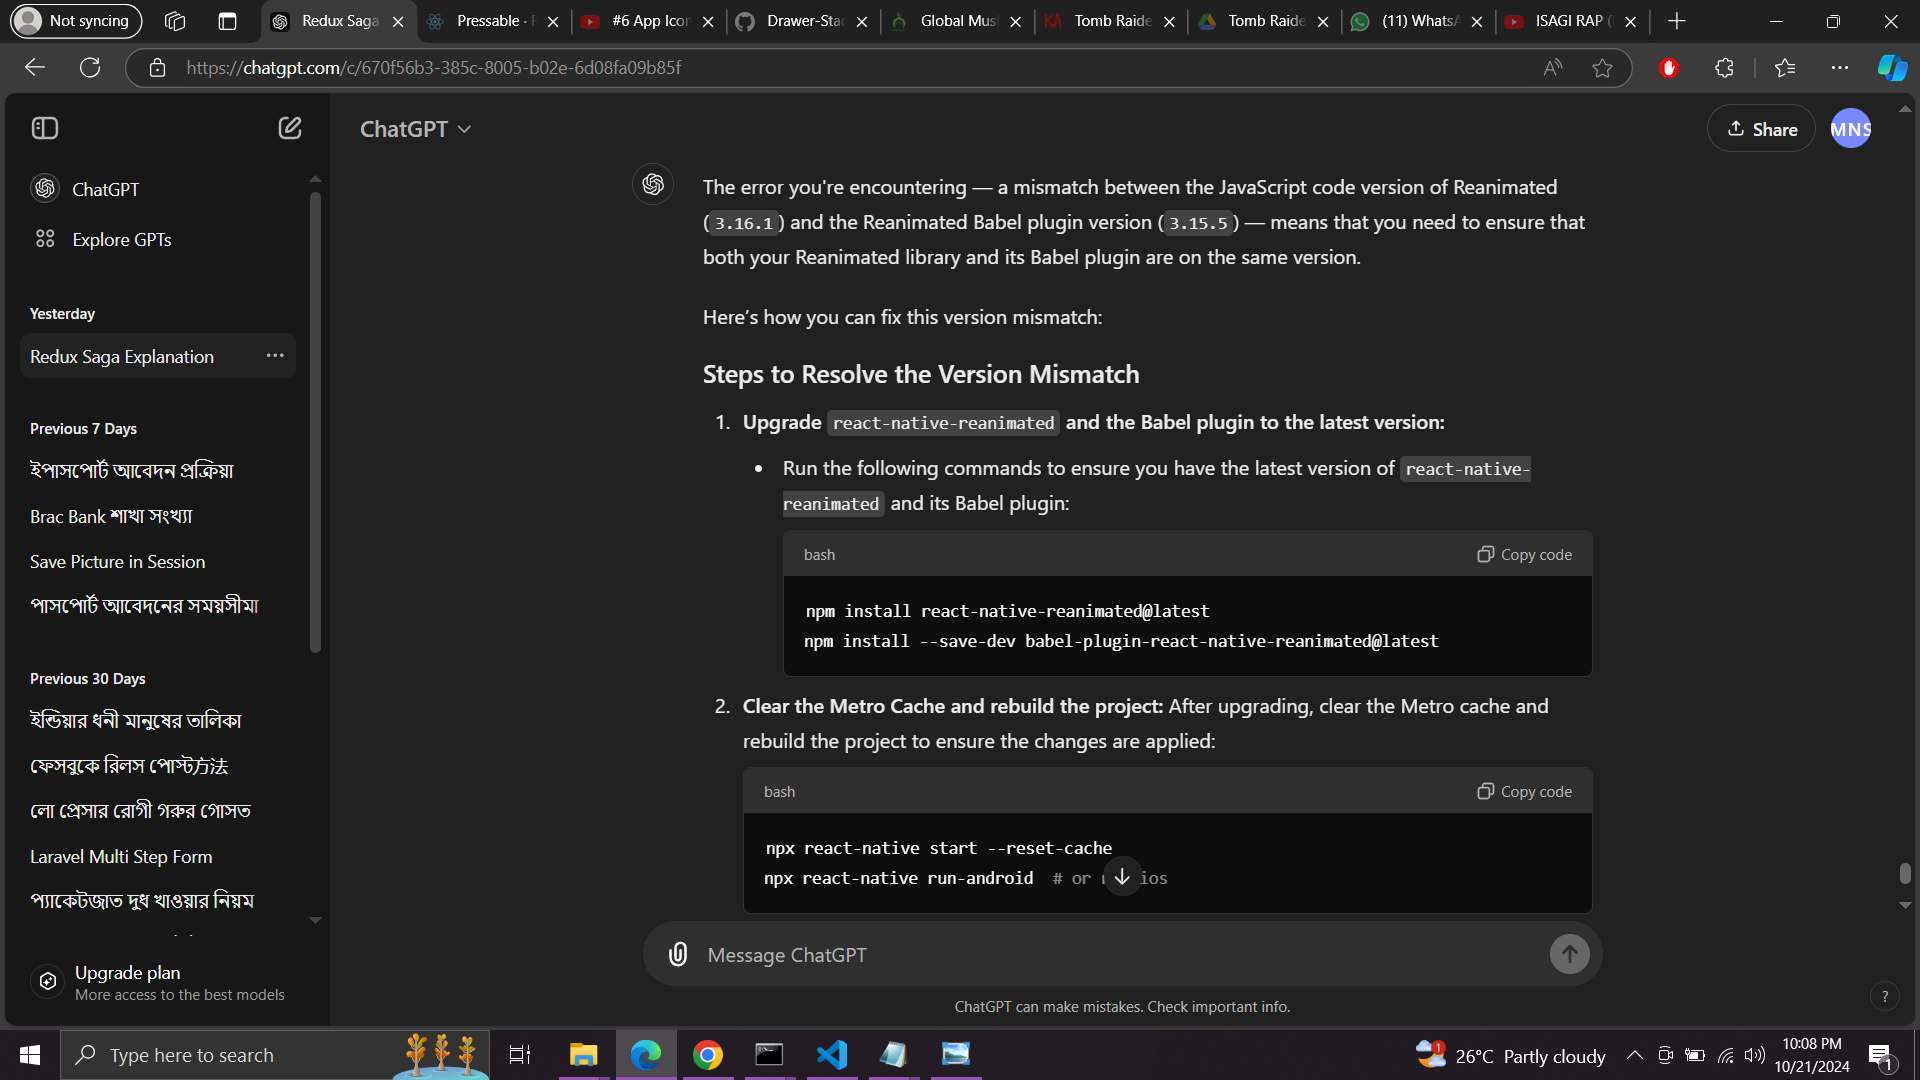 Not syncing
Redux Saga
Pressable · R
#6 App Icon
Drawer-Stac
Global Mus
Tomb Raide
Tomb Raide
(11) WhatsA
ISAGI RAP (
https://chatgpt.com/c/670f56b3-385c-8005-b02e-6d08fa09b85f
ChatGPT
Share
MNS
ChatGPT
Explore GPTs
Yesterday
Redux Saga Explanation
Previous 7 Days
ইপাসপোর্ট আবেদন প্রক্রিয়া
Brac Bank শাখা সংখ্যা
Save Picture in Session
পাসপোর্ট আবেদনের সময়সীমা
Previous 30 Days
ইন্ডিয়ার ধনী মানুষের তালিকা
ফেসবুকে রিলস পোস্ট方法
লো প্রেসার রোগী গরুর গোসত
Laravel Multi Step Form
প্যাকেটজাত দুধ খাওয়ার নিয়ম
Upgrade plan
More access to the best models
The error you're encountering — a mismatch between the JavaScript code version of Reanimated
(3.16.1) and the Reanimated Babel plugin version (3.15.5) — means that you need to ensure that
both your Reanimated library and its Babel plugin are on the same version.
Here's how you can fix this version mismatch:
Steps to Resolve the Version Mismatch
1. Upgrade react-native-reanimated and the Babel plugin to the latest version:
• Run the following commands to ensure you have the latest version of react-native-
reanimated and its Babel plugin:
bash
Copy code
npm install react-native-reanimated@latest
npm install --save-dev babel-plugin-react-native-reanimated@latest
2. Clear the Metro Cache and rebuild the project: After upgrading, clear the Metro cache and
rebuild the project to ensure the changes are applied:
bash
Copy code
npx react-native start --reset-cache
npx react-native run-android # or ios
Message ChatGPT
ChatGPT can make mistakes. Check important info.
?
Type here to search
1
26°C Partly cloudy
10:08 PM
10/21/2024
1